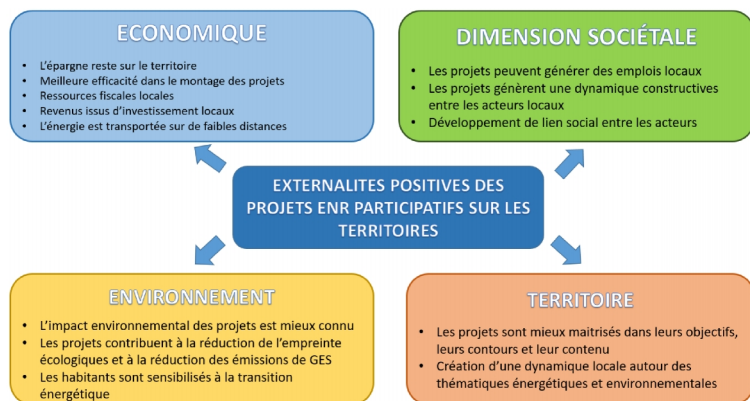 ECONOMIQUE
• L'épargne reste sur le territoire
• Meilleure efficacité dans le montage des projets
• Ressources fiscales locales
• Revenus issus d'investissement locaux
• L'énergie est transportée sur de faibles distances
DIMENSION SOCIÉTALE
• Les projets peuvent générer des emplois locaux
• Les projets génèrent une dynamique constructives
entre les acteurs locaux
• Développement de lien social entre les acteurs
EXTERNALITES POSITIVES DES
PROJETS ENR PARTICIPATIFS SUR LES
TERRITOIRES
ENVIRONNEMENT
• L'impact environnemental des projets est mieux connu
• Les projets contribuent à la réduction de l'empreinte
écologiques et à la réduction des émissions de GES
• Les habitants sont sensibilisés à la transition
énergétique
TERRITOIRE
• Les projets sont mieux maitrisés dans leurs objectifs,
leurs contours et leur contenu
• Création d'une dynamique locale autour des
thématiques énergétiques et environnementales